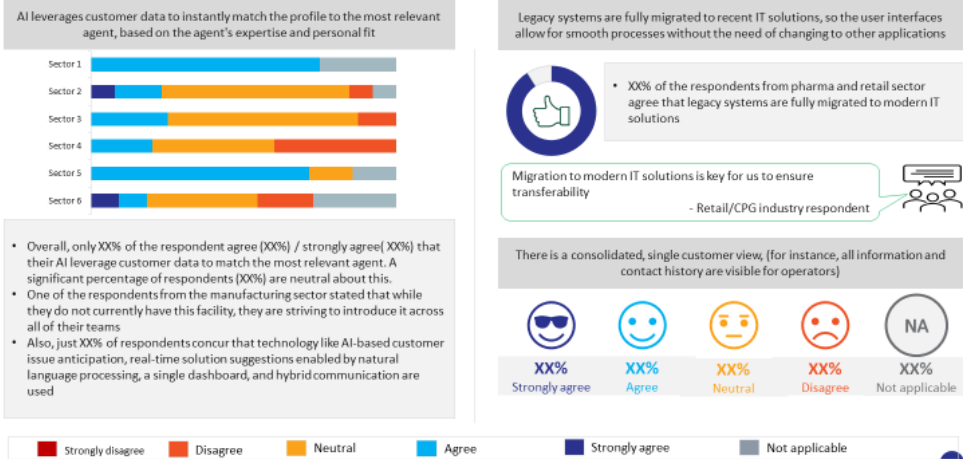 AI leverages customer data to instantly match the profile to the most relevant
agent, based on the agent's expertise and personal fit
Sector 1
Sector 2
Sector 3
Sector 4
Sector 5
Sector 6
• Overall, only XX% of the respondent agree (XX%) / strongly agree( XX%) that
their AI leverage customer data to match the most relevant agent. A
significant percentage of respondents (XX%) are neutral about this.
• One of the respondents from the manufacturing sector stated that while
they do not currently have this facility, they are striving to introduce it across
all of their teams
• Also, just XX% of respondents concur that technology like AI-based customer
issue anticipation, real-time solution suggestions enabled by natural
language processing, a single dashboard, and hybrid communication are
used
Legacy systems are fully migrated to recent IT solutions, so the user interfaces
allow for smooth processes without the need of changing to other applications
• XX% of the respondents from pharma and retail sector
agree that legacy systems are fully migrated to modern IT
solutions
Migration to modern IT solutions is key for us to ensure
transferability
- Retail/CPG industry respondent
There is a consolidated, single customer view, (for instance, all information and
contact history are visible for operators)
NA
XX% XX% XX% XX% XX%
Strongly agree Agree Neutral Disagree Not applicable
Strongly disagree Disagree Neutral Agree Strongly agree Not applicable